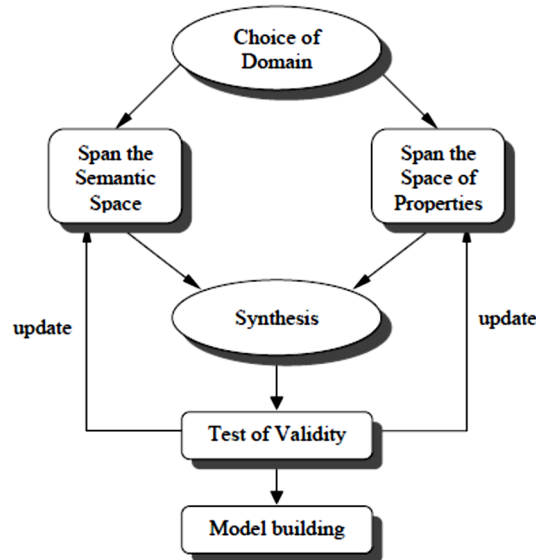 Choice of
Domain
Span the
Semantic
Space
Span the
Space of
Properties
Synthesis
update
update
Test of Validity
Model building